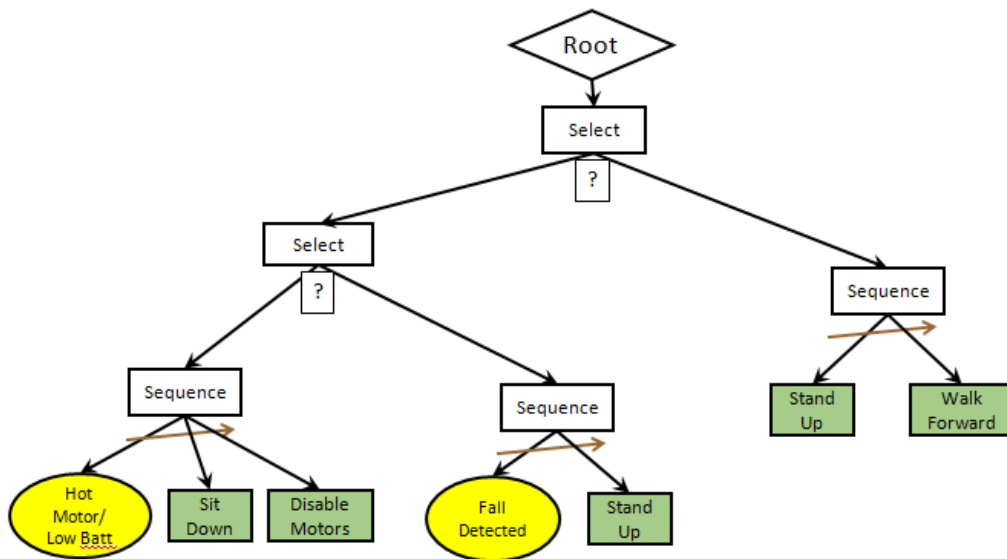 Root
Select
?
Select
?
Sequence
Sequence
Sequence
Stand
Up
Walk
Forward
Hot
Motor/
Low Batt
Sit
Down
Disable
Motors
Fall
Detected
Stand
Up